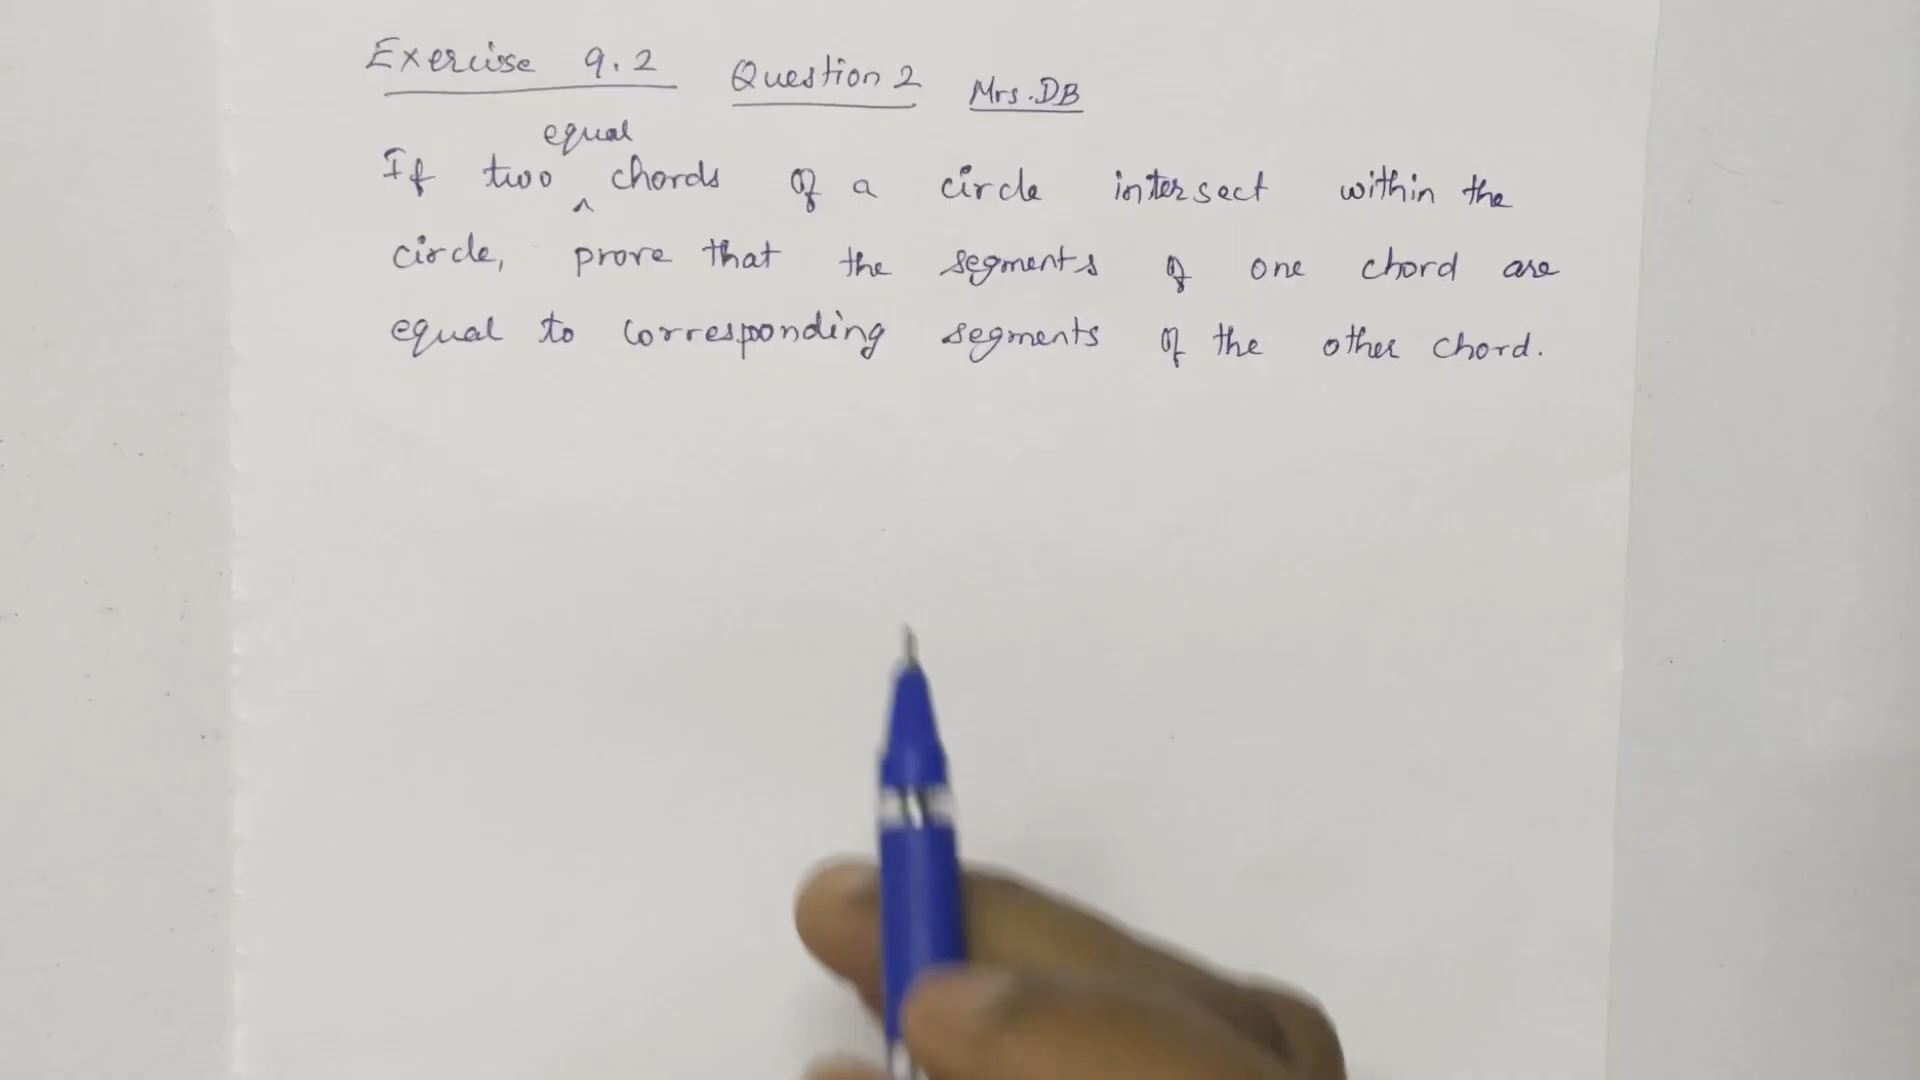 Exercise 9.2 Question 2 Mrs.DB
equal
If two ^ chords of a circle intersect within the
circle, prove that the segments of one chord are
equal to corresponding segments of the other chord.